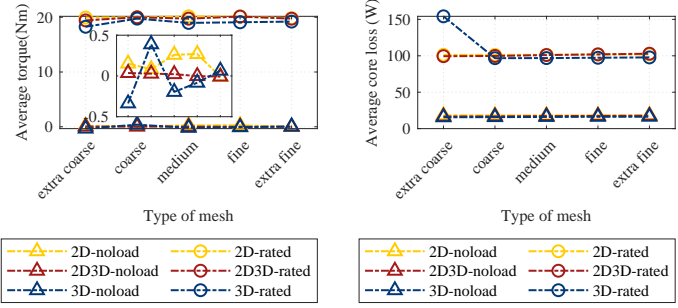 Average torque(Nm)
20
10
0
0.5
0
0.5
extra coarse
coarse
medium
fine
extra fine
Type of mesh
2D-noload
2D-rated
2D3D-noload
2D3D-rated
3D-noload
3D-rated
Average core loss (W)
150
100
50
0
extra coarse
coarse
medium
fine
extra fine
Type of mesh
2D-noload
2D-rated
2D3D-noload
2D3D-rated
3D-noload
3D-rated